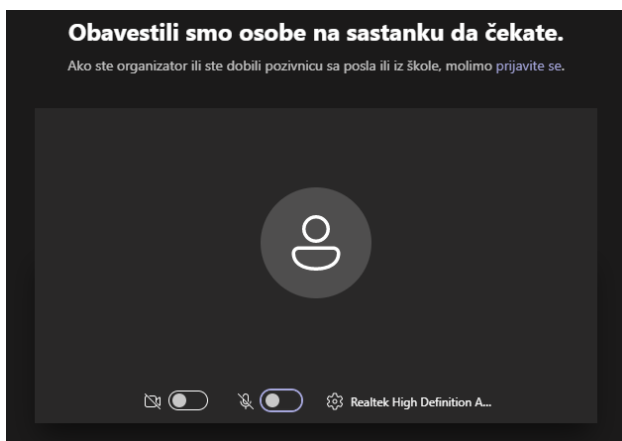 Obavestili smo osobe na sastanku da čekate.
Ako ste organizator ili ste dobili pozivnicu sa posla ili iz škole, molimo prijavite se.
Realtek High Definition A...